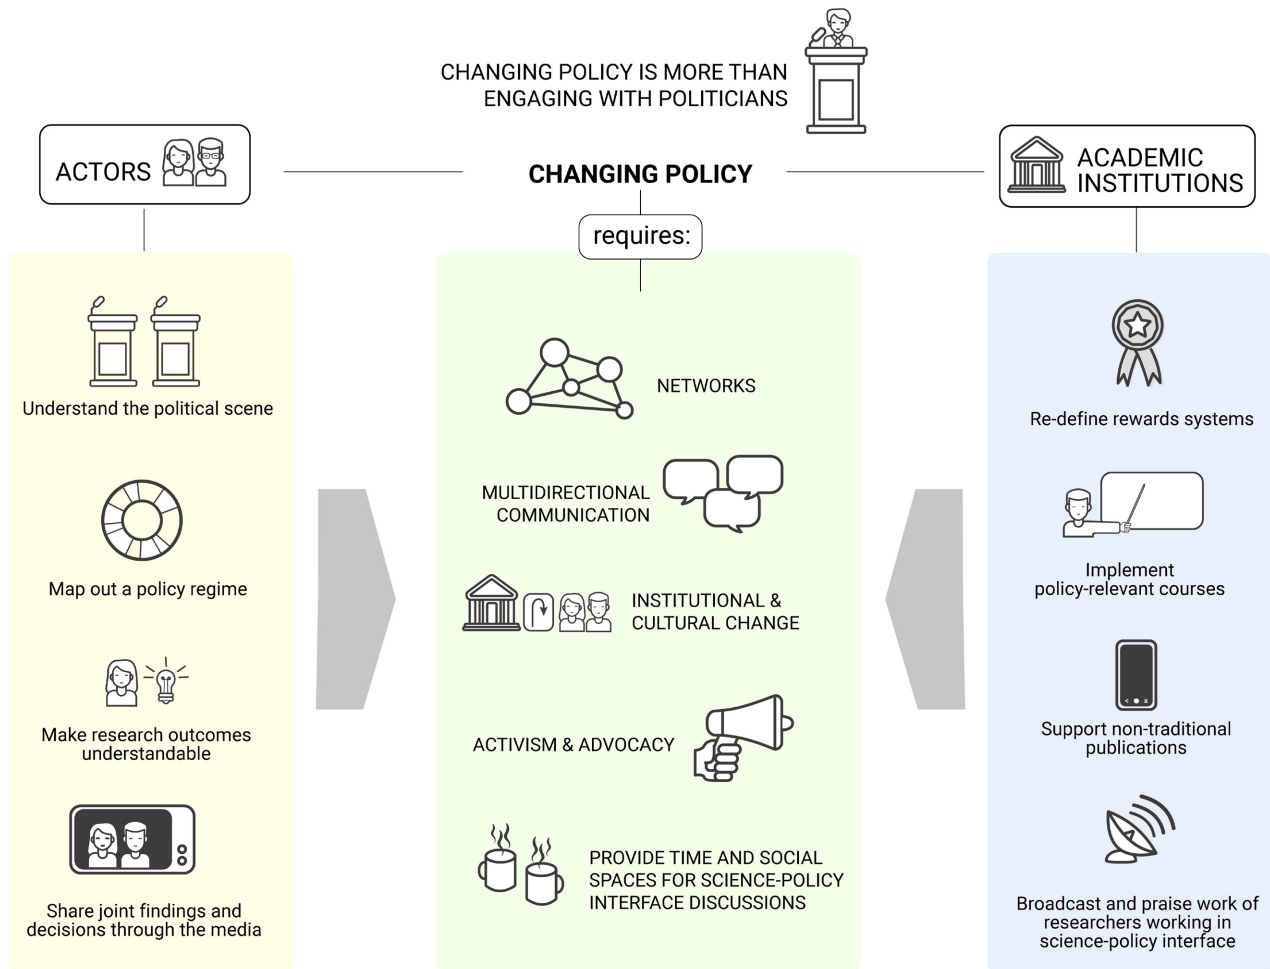 CHANGING POLICY IS MORE THAN
ENGAGING WITH POLITICIANS
ACTORS
CHANGING POLICY
ACADEMIC
INSTITUTIONS
requires:
Understand the political scene
Map out a policy regime
Make research outcomes
understandable
Share joint findings and
decisions through the media
NETWORKS
MULTIDIRECTIONAL
COMMUNICATION
INSTITUTIONAL &
CULTURAL CHANGE
ACTIVISM & ADVOCACY
PROVIDE TIME AND SOCIAL
SPACES FOR SCIENCE-POLICY
INTERFACE DISCUSSIONS
Re-define rewards systems
Implement
policy-relevant courses
Support non-traditional
publications
Broadcast and praise work of
researchers working in
science-policy interface